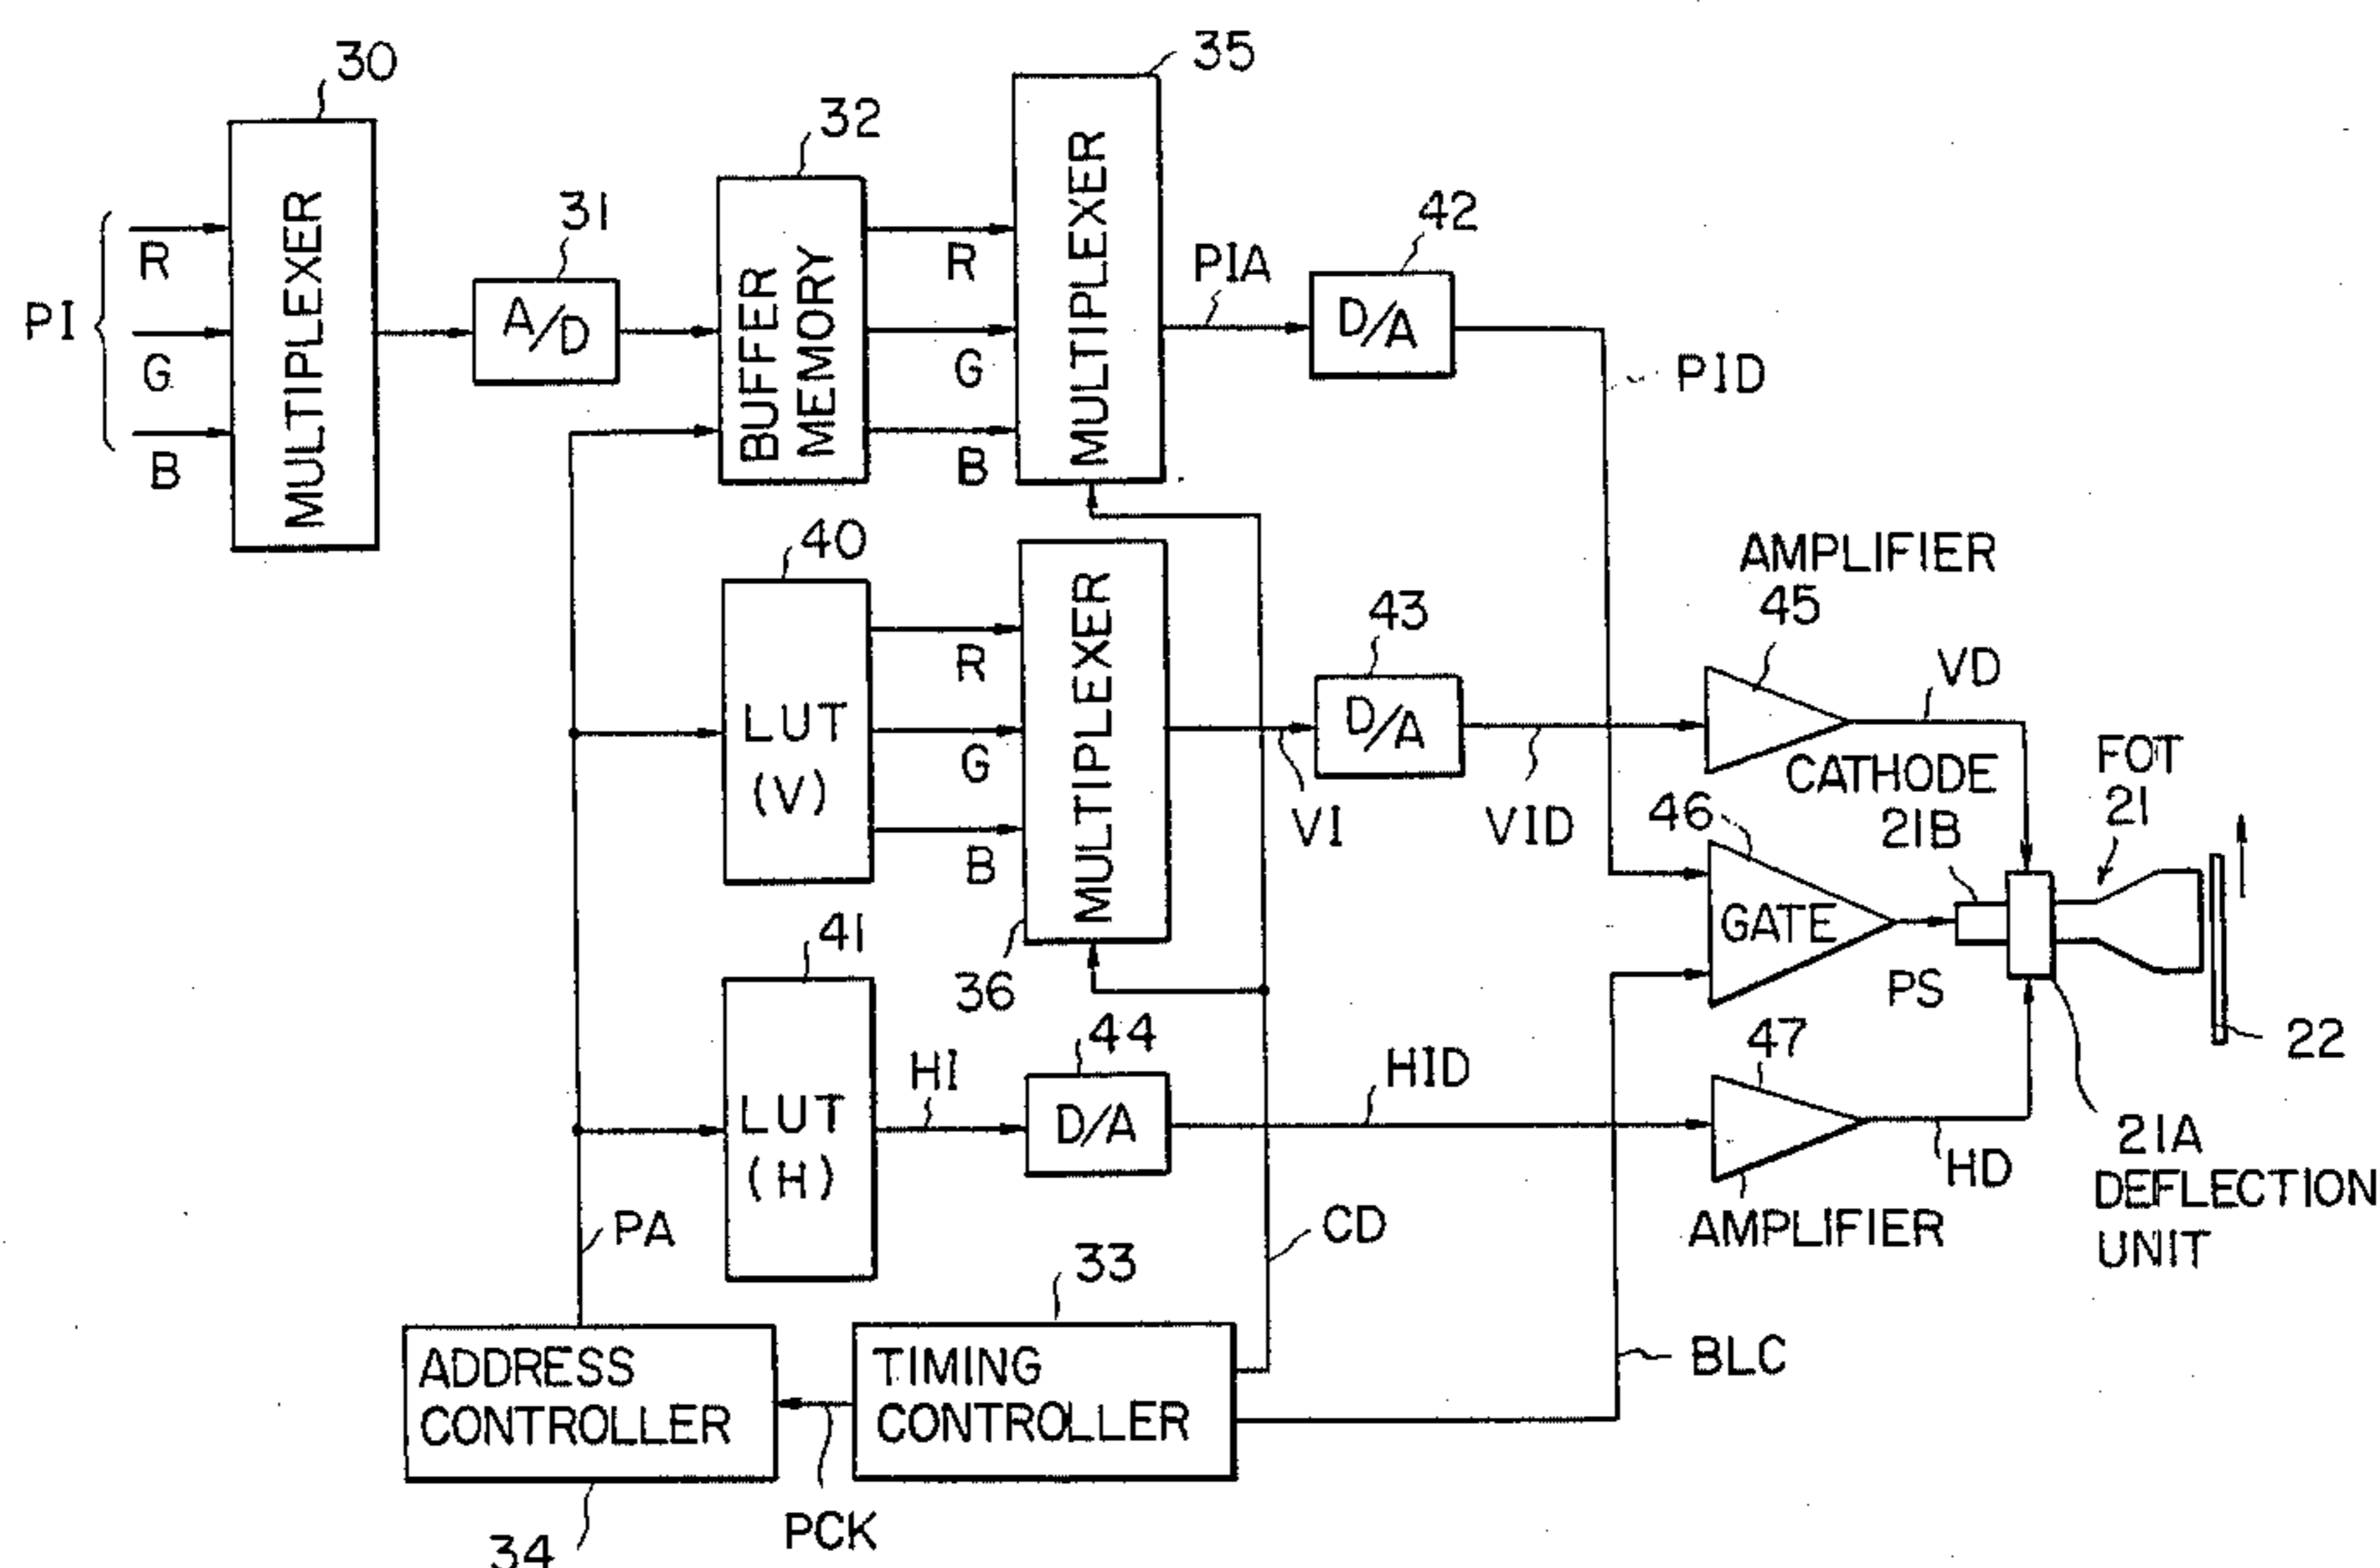 30
35
32
31
42
PI
R
G
B
MULTIPLEXER
A/D
BUFFER
MEMORY
R
G
B
MULTIPLEXER
PIA
D/A
PID
40
LUT
(V)
R
G
B
MULTIPLEXER
36
VI
43
D/A
VID
AMPLIFIER
45
VD
CATHODE
21B
FOT
21
46
GATE
PS
22
41
LUT
(H)
HI
44
D/A
HID
47
HD
AMPLIFIER
21A
DEFLECTION
UNIT
PA
33
CD
BLC
ADDRESS
CONTROLLER
TIMING
CONTROLLER
PCK
34